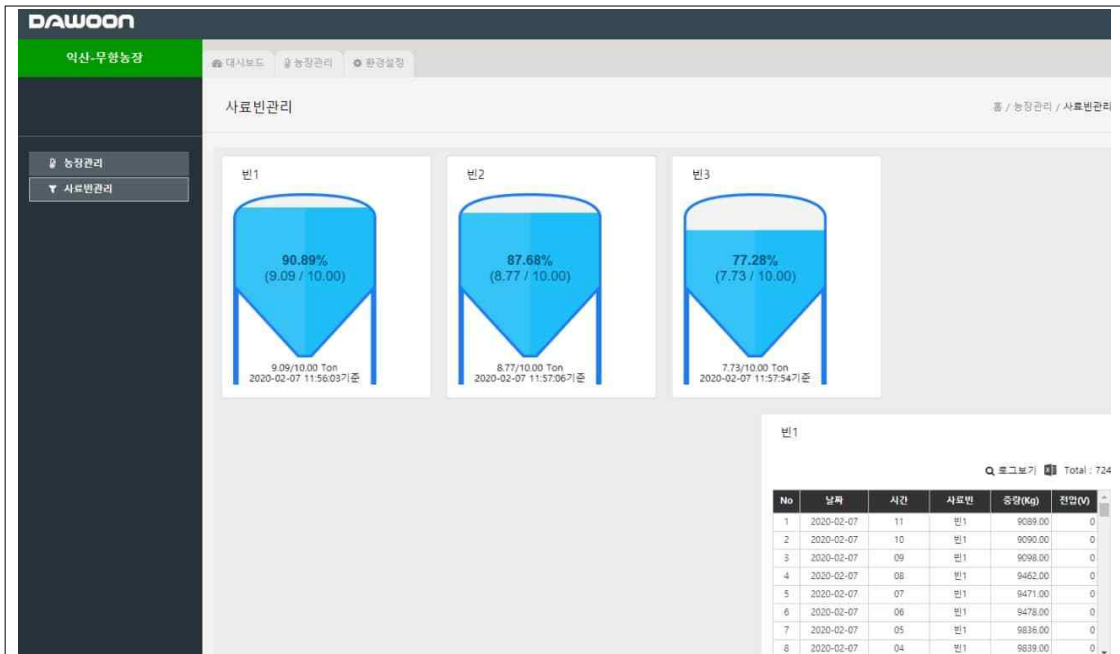 DAWOON
익산-무항농장
대시보드 농장관리 환경설정
사료빈관리
홈 / 농장관리 / 사료빈관리
농장관리
사료빈관리
빈1
90.89%
(9.09 / 10.00)
9.09/10.00 Ton
2020-02-07 11:56:03기준
빈2
87.68%
(8.77 / 10.00)
8.77/10.00 Ton
2020-02-07 11:57:06기준
빈3
77.28%
(7.73 / 10.00)
7.73/10.00 Ton
2020-02-07 11:57:54기준
빈1
로그보기 Total : 724
No 날짜 시간 사료빈 중량(Kg) 전압(V)
1 2020-02-07 11 빈1 9089.00 0
2 2020-02-07 10 빈1 9090.00 0
3 2020-02-07 09 빈1 9098.00 0
4 2020-02-07 08 빈1 9462.00 0
5 2020-02-07 07 빈1 9471.00 0
6 2020-02-07 06 빈1 9478.00 0
7 2020-02-07 05 빈1 9836.00 0
8 2020-02-07 04 빈1 9839.00 0